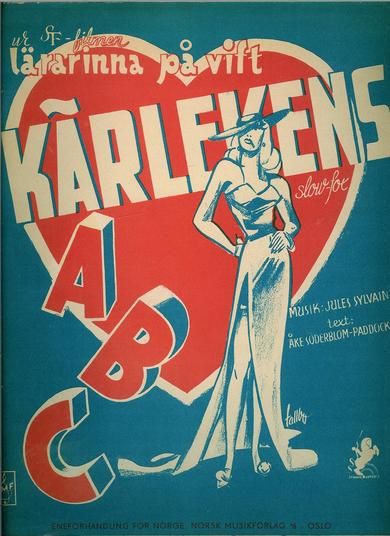 ur SF-filmen
lärarinna på vift
KÄRLEKENS
slow-fox
A
B
C
MUSIK: JULES SYLVAIN
text:
ÅKE SÖDERBLOM-PADDOCK
fallbo
ENEFORHANDLING FOR NORGE. NORSK MUSIKFORLAG A/S - OSLO